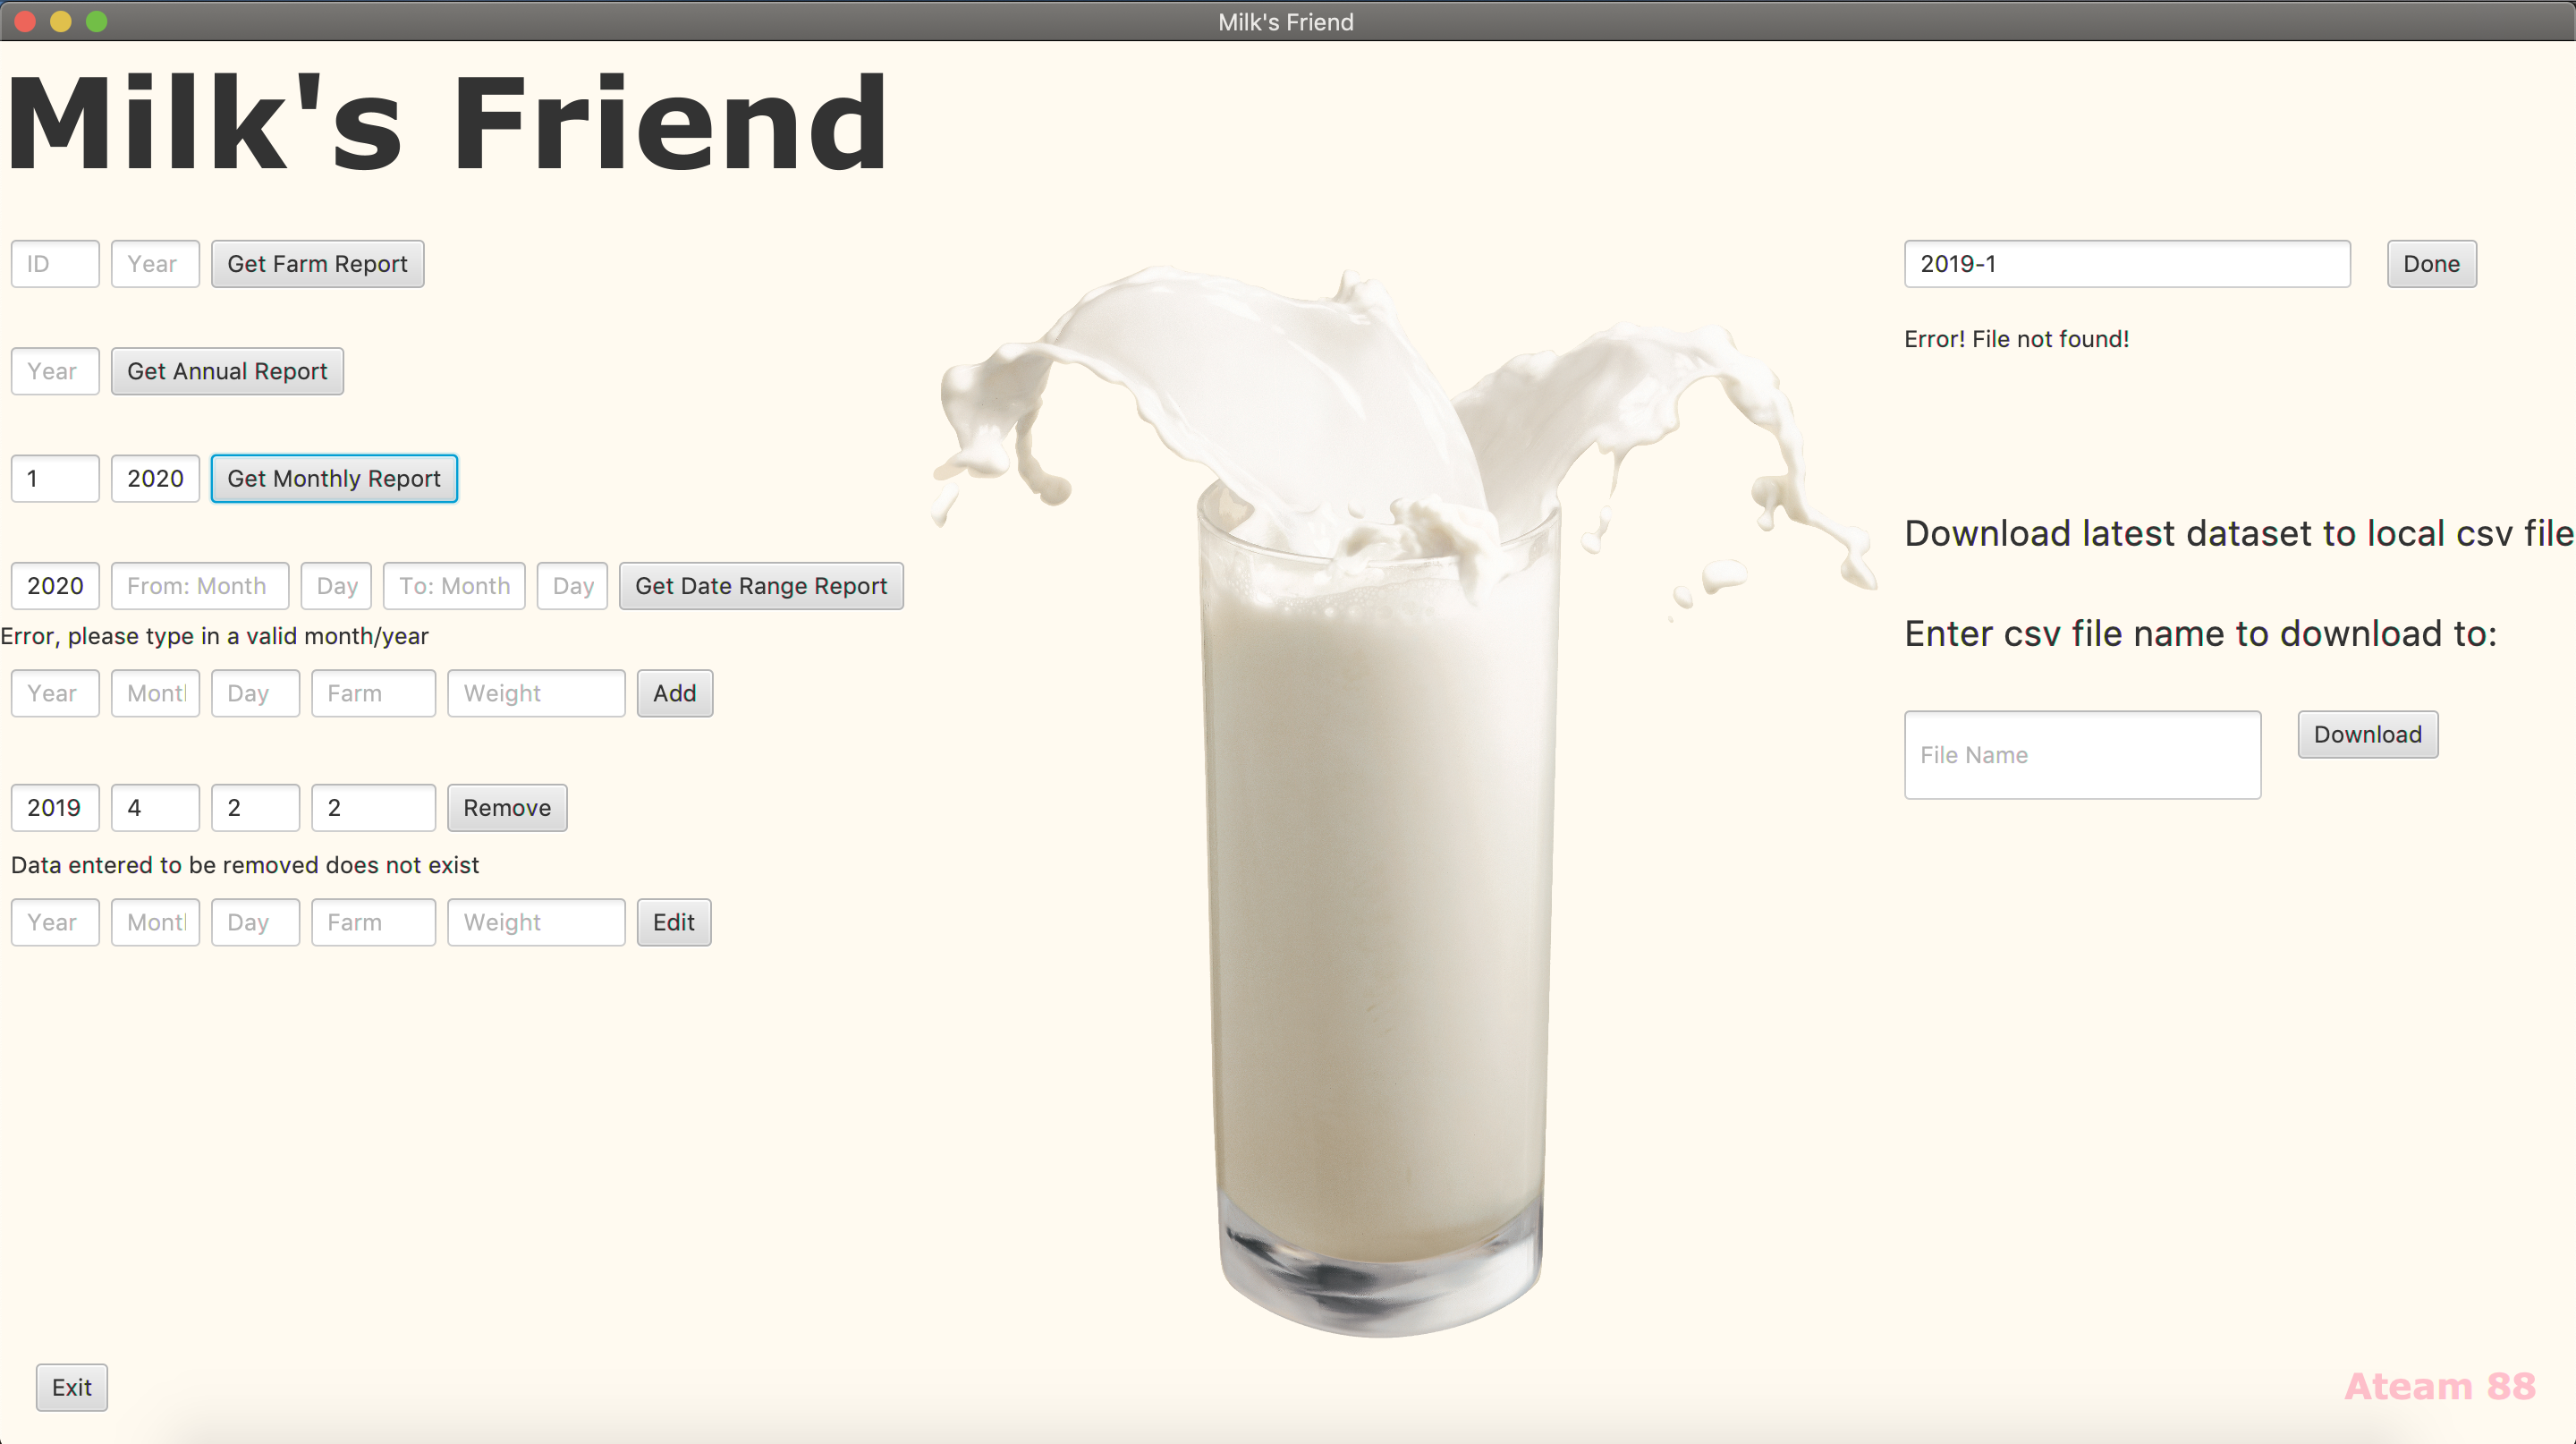 Milk's Friend
Milk's Friend
ID Year Get Farm Report
Year Get Annual Report
1 2020 Get Monthly Report
2020 From: Month Day To: Month Day Get Date Range Report
Error, please type in a valid month/year
Year Month Day Farm Weight Add
2019 4 2 2 Remove
Data entered to be removed does not exist
Year Month Day Farm Weight Edit
Exit
2019-1 Done
Error! File not found!
Download latest dataset to local csv file
Enter csv file name to download to:
File Name Download
Ateam 88